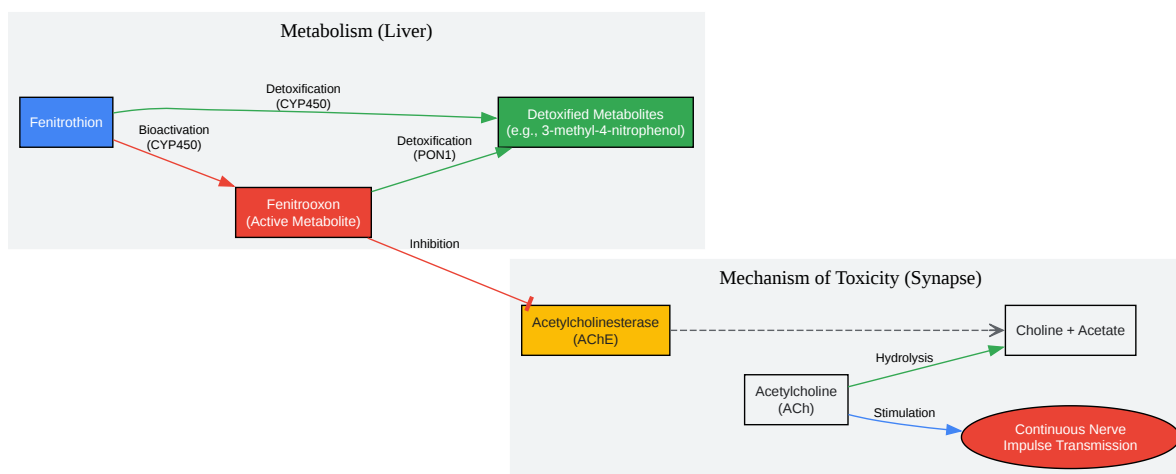 Metabolism (Liver)
Detoxification
(CYP450)
Fenitrothion
Detoxified Metabolites
(e.g., 3-methyl-4-nitrophenol)
Bioactivation
(CYP450)
Detoxification
(PON1)
Fenitrooxon
(Active Metabolite)
Inhibition
Mechanism of Toxicity (Synapse)
Acetylcholinesterase
(AChE)
Choline + Acetate
Hydrolysis
Acetylcholine
(ACh)
Stimulation
Continuous Nerve
Impulse Transmission